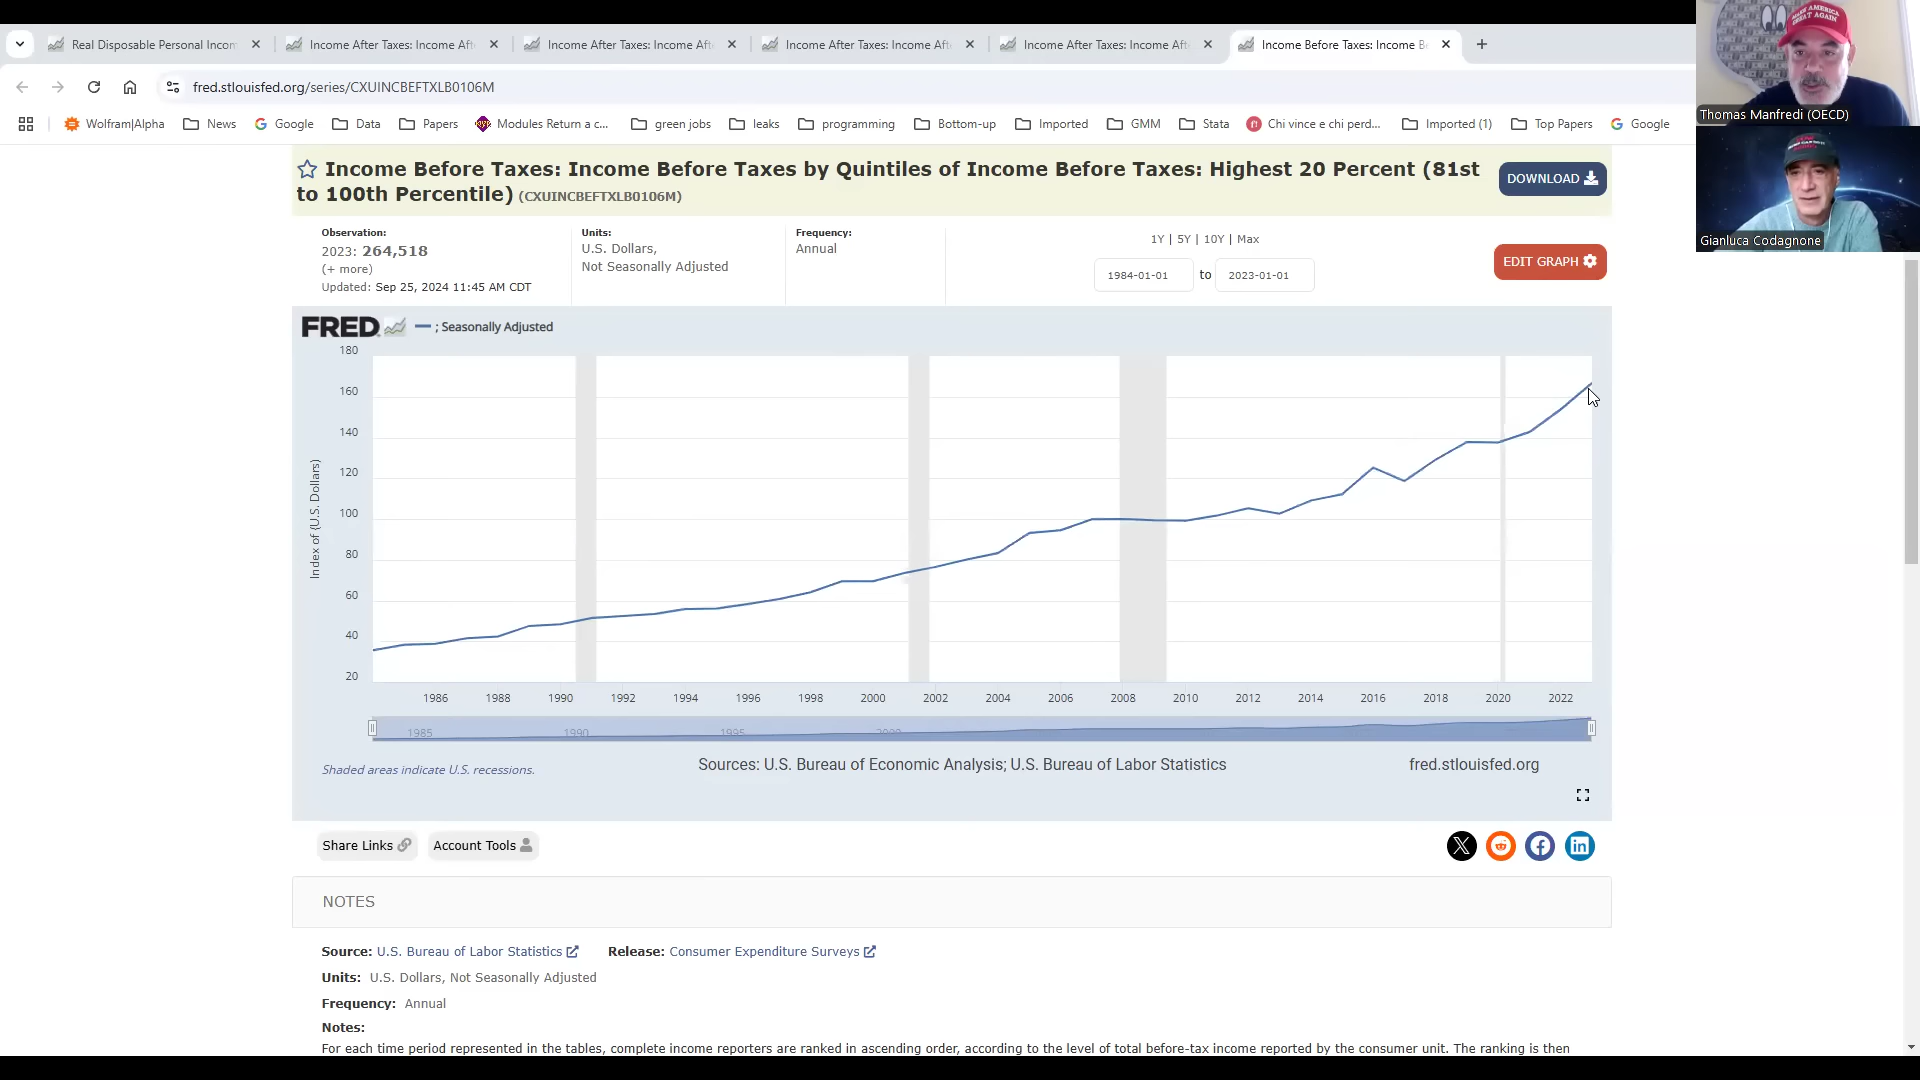 Real Disposable Personal Incom
Income After Taxes: Income Aft
Income After Taxes: Income Aft
Income After Taxes: Income Aft
Income After Taxes: Income Aft
Income Before Taxes: Income Be
fred.stlouisfed.org/series/CXUINCBEFTXLB0106M
Wolfram|Alpha
News
Google
Data
Papers
Modules Return a c...
green jobs
leaks
programming
Bottom-up
Imported
GMM
Stata
Chi vince e chi perd...
Imported (1)
Top Papers
Google
MAKE AMERICA
GREAT AGAIN
Thomas Manfredi (OECD)
Gianluca Codagnone
Income Before Taxes: Income Before Taxes by Quintiles of Income Before Taxes: Highest 20 Percent (81st
to 100th Percentile) (CXUINCBEFTXLB0106M)
DOWNLOAD
Observation:
2023: 264,518
(+ more)
Updated: Sep 25, 2024 11:45 AM CDT
Units:
U.S. Dollars,
Not Seasonally Adjusted
Frequency:
Annual
1Y | 5Y | 10Y | Max
1984-01-01 to 2023-01-01
EDIT GRAPH
FRED
; Seasonally Adjusted
Index of (U.S. Dollars)
180
160
140
120
100
80
60
40
20
1986 1988 1990 1992 1994 1996 1998 2000 2002 2004 2006 2008 2010 2012 2014 2016 2018 2020 2022
1985 1990 1995 2000
Shaded areas indicate U.S. recessions.
Sources: U.S. Bureau of Economic Analysis; U.S. Bureau of Labor Statistics
fred.stlouisfed.org
Share Links
Account Tools
X
f
in
NOTES
Source: U.S. Bureau of Labor Statistics
Release: Consumer Expenditure Surveys
Units: U.S. Dollars, Not Seasonally Adjusted
Frequency: Annual
Notes:
For each time period represented in the tables, complete income reporters are ranked in ascending order, according to the level of total before-tax income reported by the consumer unit. The ranking is then